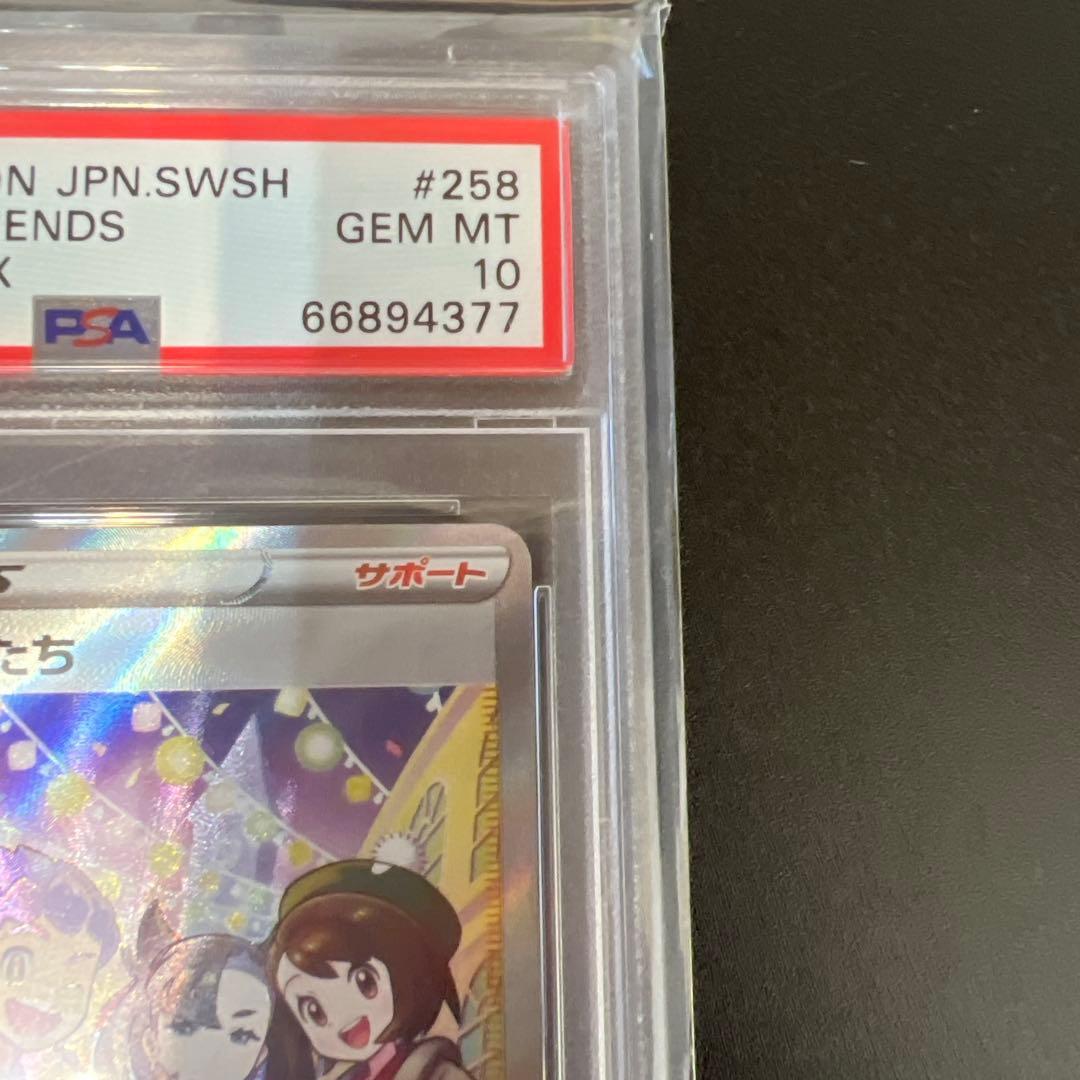 ON JPN.SWSH #258
ENDS GEM MT
X 10
PSA 66894377
サポート
たち